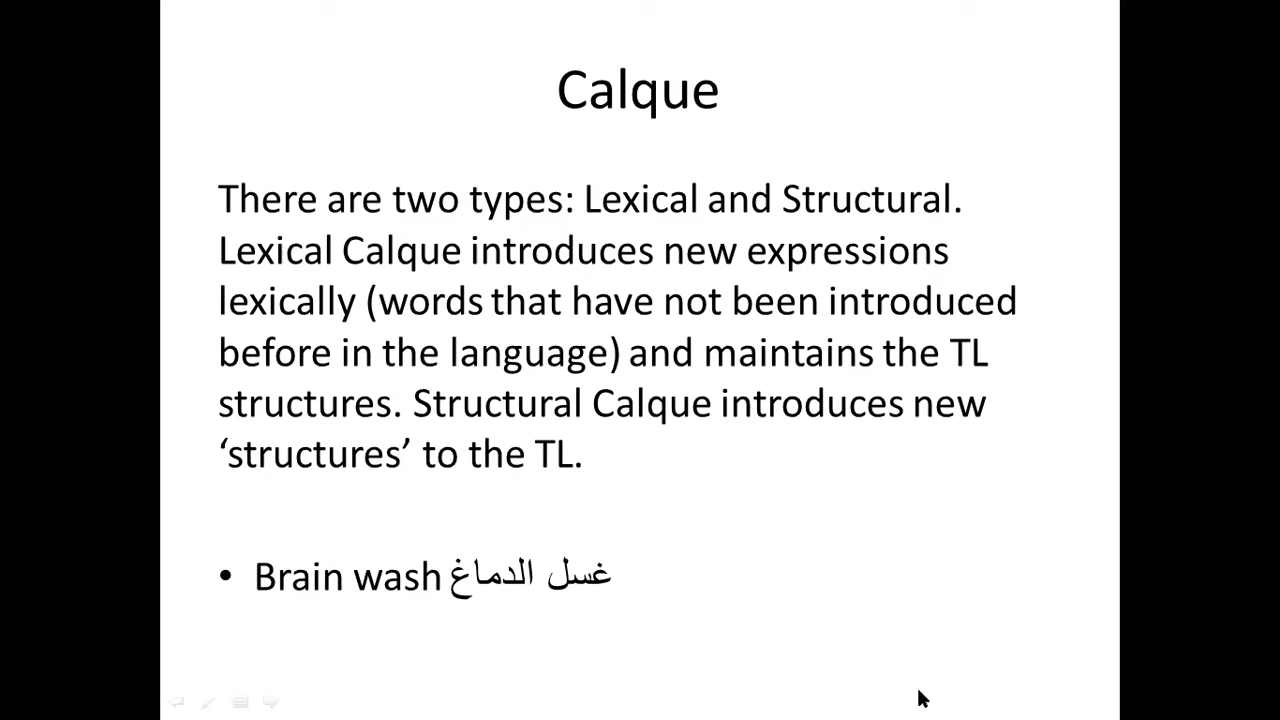 Calque
There are two types: Lexical and Structural.
Lexical Calque introduces new expressions
lexically (words that have not been introduced
before in the language) and maintains the TL
structures. Structural Calque introduces new
‘structures’ to the TL.
• Brain wash غسل الدماغ